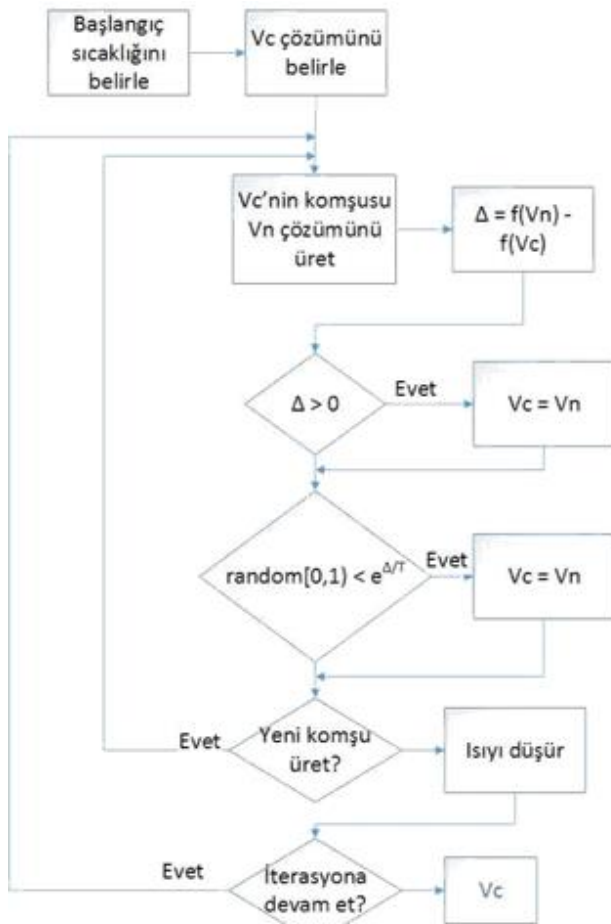 Başlangıç
sıcaklığını
belirle
Vc çözümünü
belirle
Vc'nin komşusu
Vn çözümünü
üret
Δ = f(Vn) -
f(Vc)
Δ > 0
Evet
Vc = Vn
random[0,1) < e^Δ/T
Evet
Vc = Vn
Evet
Yeni komşu
üret?
Isıyı düşür
Evet
İterasyona
devam et?
Vc